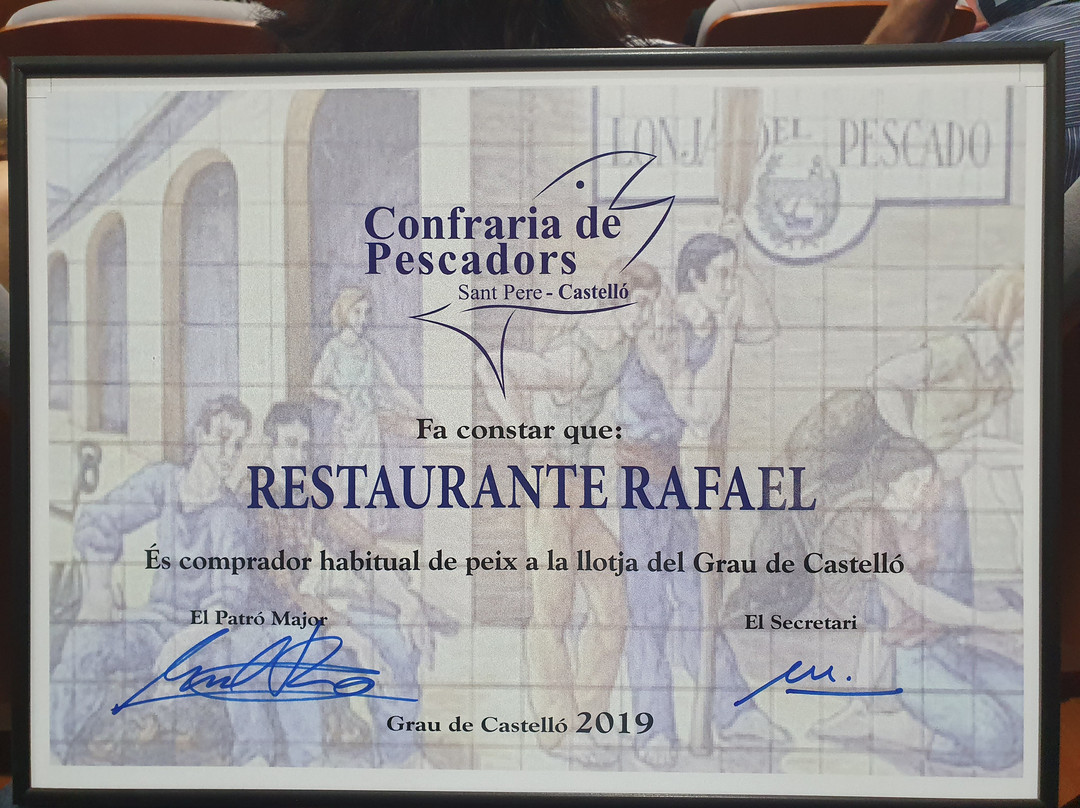 LONJA DEL PESCADO
Confraria de
Pescadors
Sant Pere - Castelló
Fa constar que:
RESTAURANTE RAFAEL
És comprador habitual de peix a la llotja del Grau de Castelló
El Patró Major
El Secretari
Grau de Castelló 2019